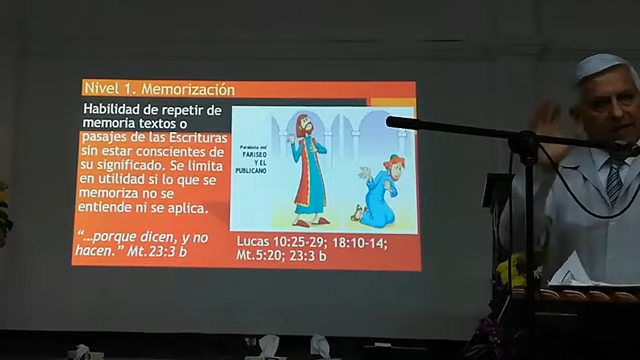 Nivel 1. Memorización
Habilidad de repetir de
memoria textos o
pasajes de las Escrituras
sin estar conscientes de
su significado. Se limita
en utilidad si lo que se
memoriza no se
entiende ni se aplica.
“…porque dicen, y no
hacen.” Mt.23:3 b
Parabola del
FARISEO
Y EL
PUBLICANO
Lucas 10:25-29; 18:10-14;
Mt.5:20; 23:3 b